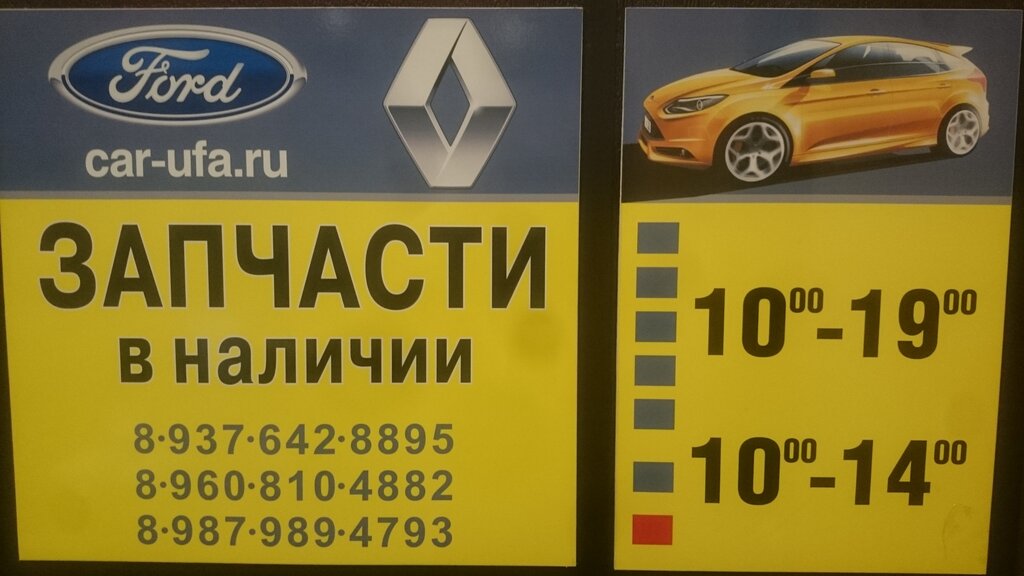 Ford
car-ufa.ru
ЗАПЧАСТИ
в наличии
8·937·642·8895
8·960·810·4882
8·987·989·4793
10⁰⁰-19⁰⁰
10⁰⁰-14⁰⁰